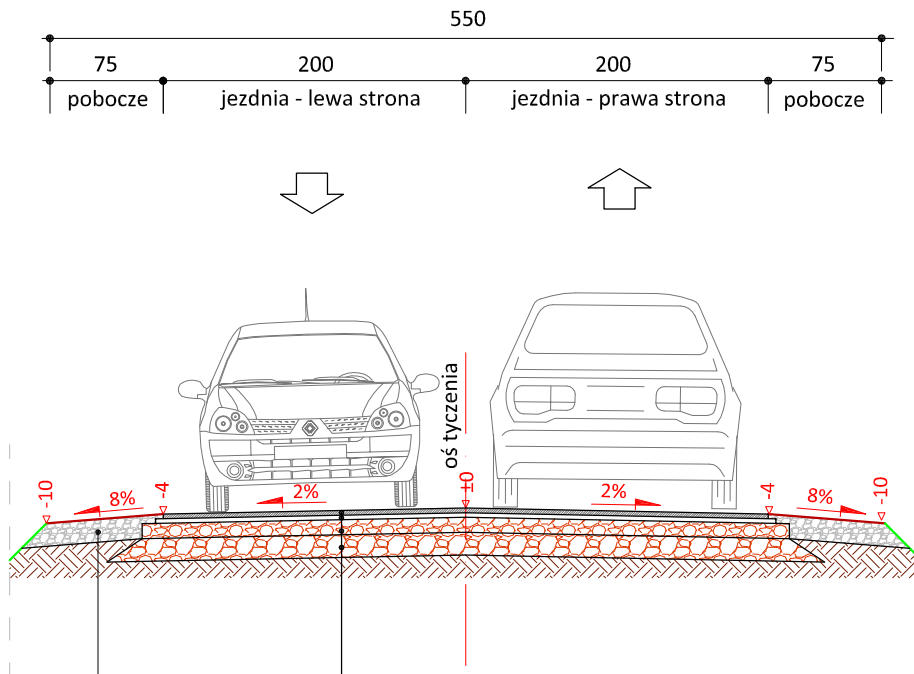 550
75 200 200 75
pobocze jezdnia - lewa strona jezdnia - prawa strona pobocze
oś tyczenia
-10 8% -4 2% ±0 2% -4 8% -10